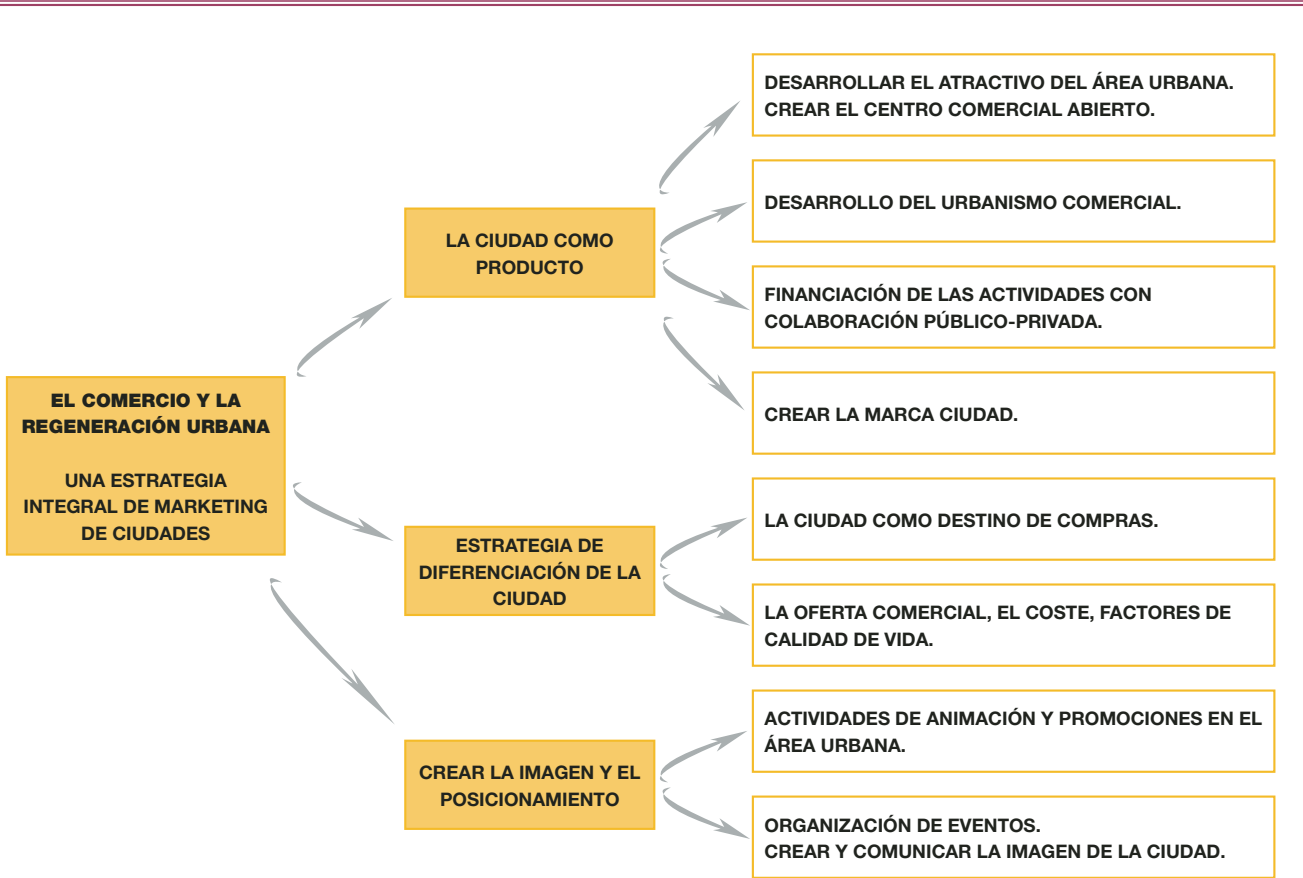 EL COMERCIO Y LA
REGENERACIÓN URBANA
UNA ESTRATEGIA
INTEGRAL DE MARKETING
DE CIUDADES
LA CIUDAD COMO
PRODUCTO
DESARROLLAR EL ATRACTIVO DEL ÁREA URBANA.
CREAR EL CENTRO COMERCIAL ABIERTO.
DESARROLLO DEL URBANISMO COMERCIAL.
FINANCIACIÓN DE LAS ACTIVIDADES CON
COLABORACIÓN PÚBLICO-PRIVADA.
CREAR LA MARCA CIUDAD.
ESTRATEGIA DE
DIFERENCIACIÓN DE LA
CIUDAD
LA CIUDAD COMO DESTINO DE COMPRAS.
LA OFERTA COMERCIAL, EL COSTE, FACTORES DE
CALIDAD DE VIDA.
CREAR LA IMAGEN Y EL
POSICIONAMIENTO
ACTIVIDADES DE ANIMACIÓN Y PROMOCIONES EN EL
ÁREA URBANA.
ORGANIZACIÓN DE EVENTOS.
CREAR Y COMUNICAR LA IMAGEN DE LA CIUDAD.